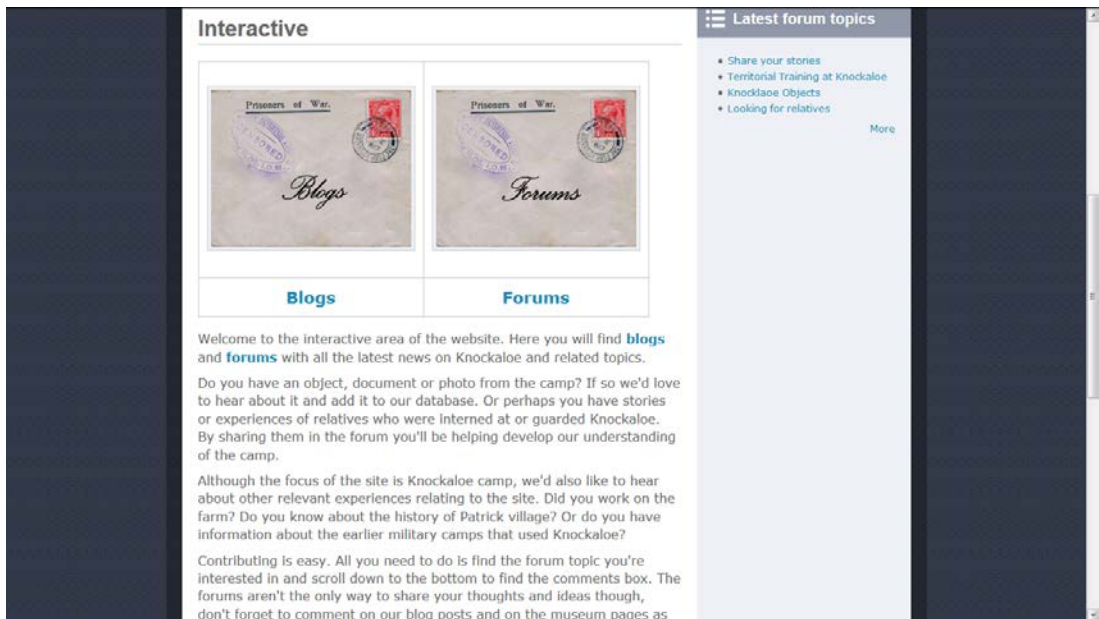 Interactive
Prisoners of War.
CENSORED
Blogs
Prisoners of War.
CENSORED
Forums
Blogs
Forums
Welcome to the interactive area of the website. Here you will find blogs
and forums with all the latest news on Knockaloe and related topics.
Do you have an object, document or photo from the camp? If so we'd love
to hear about it and add it to our database. Or perhaps you have stories
or experiences of relatives who were interned at or guarded Knockaloe.
By sharing them in the forum you'll be helping develop our understanding
of the camp.
Although the focus of the site is Knockaloe camp, we'd also like to hear
about other relevant experiences relating to the site. Did you work on the
farm? Do you know about the history of Patrick village? Or do you have
information about the earlier military camps that used Knockaloe?
Contributing is easy. All you need to do is find the forum topic you're
interested in and scroll down to the bottom to find the comments box. The
forums aren't the only way to share your thoughts and ideas though,
don't forget to comment on our blog posts and on the museum pages as
Latest forum topics
Share your stories
Territorial Training at Knockaloe
Knocklaoe Objects
Looking for relatives
More